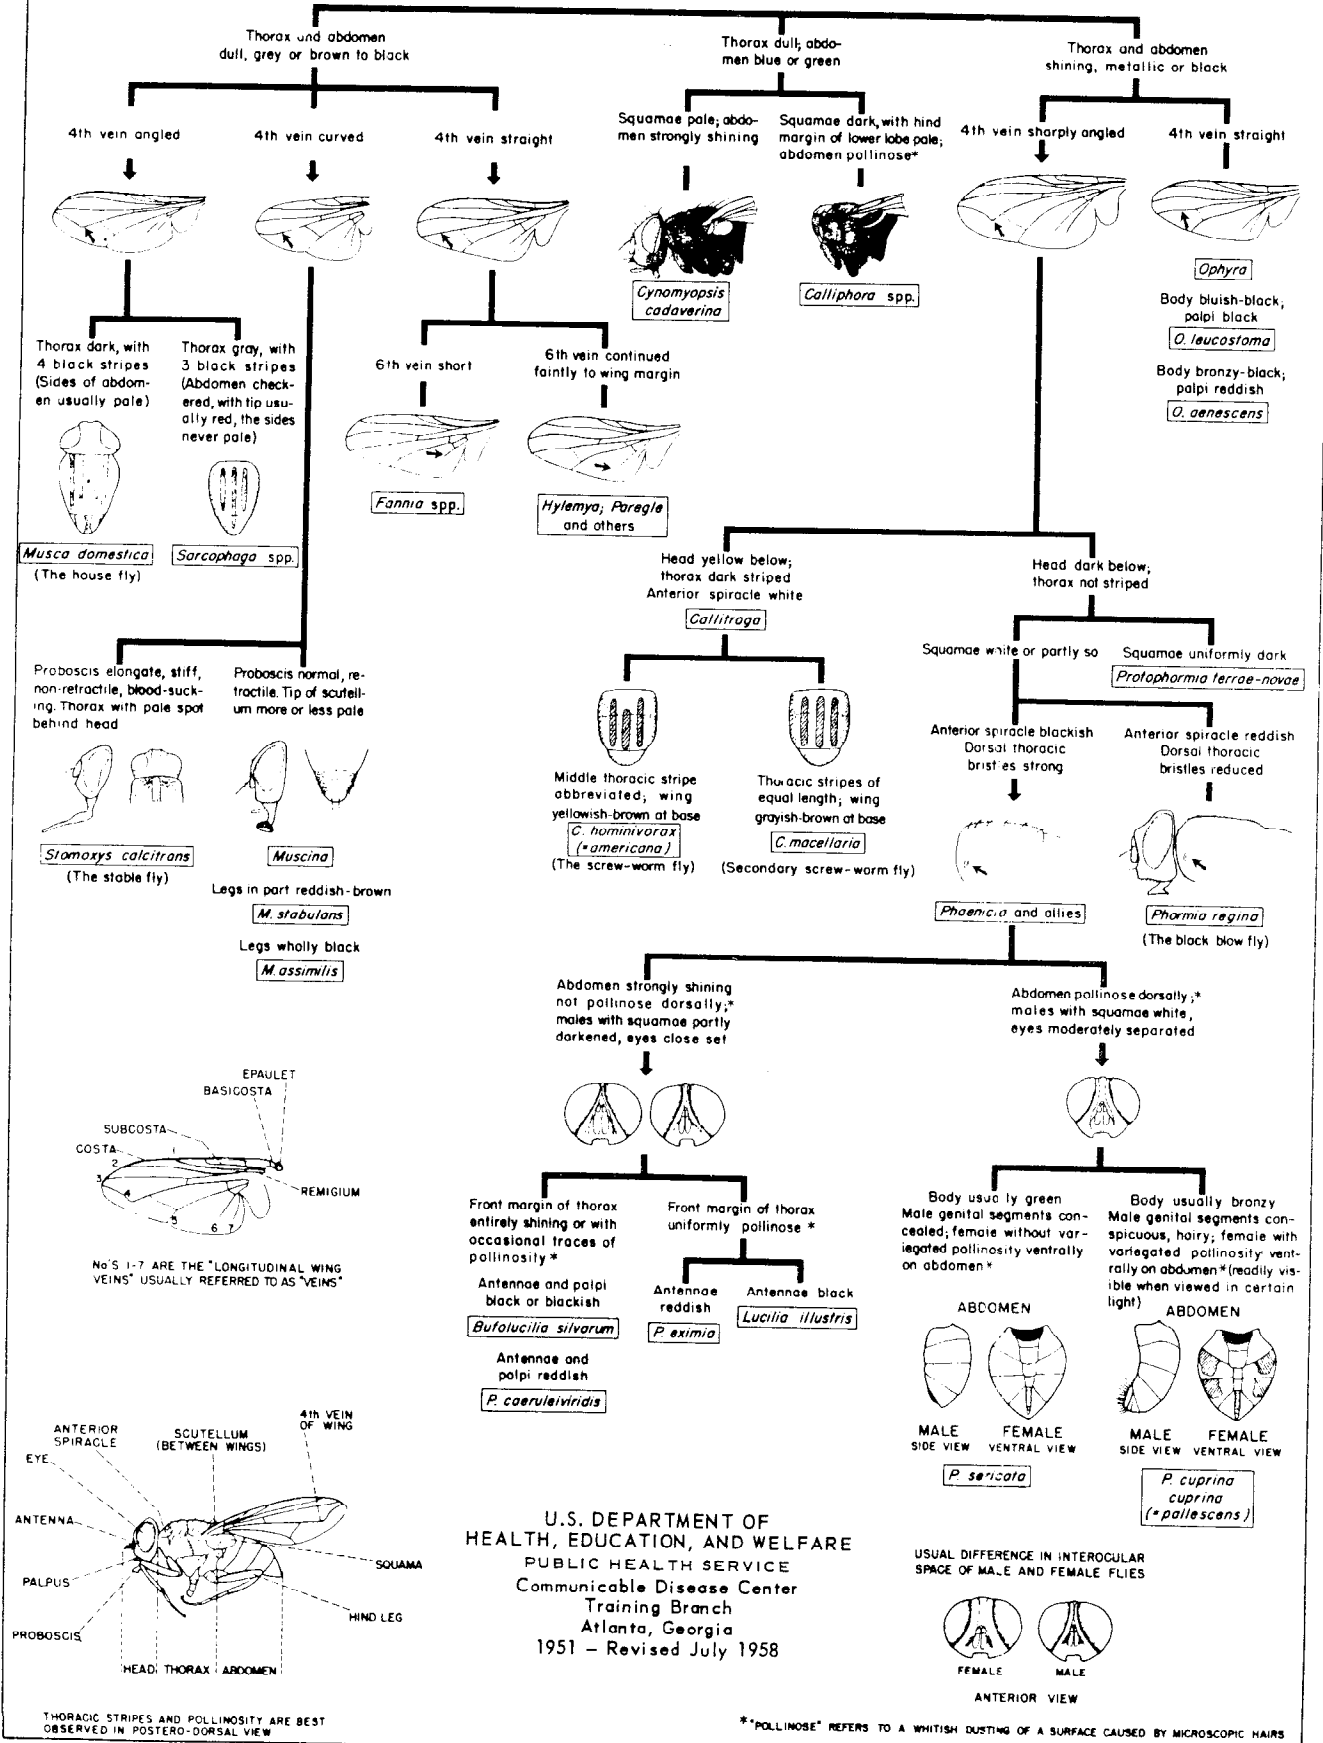 Thorax and abdomen
dull, grey or brown to black
Thorax dull; abdo-
men blue or green
Thorax and abdomen
shining, metallic or black
4th vein angled
4th vein curved
4th vein straight
Squamae pale; abdo-
men strongly shining
Squamae dark, with hind
margin of lower lobe pale;
abdomen pollinose*
4th vein sharply angled
4th vein straight
Cynomyopsis
cadaverina
Calliphora spp.
Ophyra
Body bluish-black;
palpi black
O. leucostoma
Body bronzy-black;
palpi reddish
O. aenescens
Thorax dark, with
4 black stripes
(Sides of abdom-
en usually pale)
Thorax gray, with
3 black stripes
(Abdomen check-
ered, with tip usu-
ally red, the sides
never pale)
6th vein short
6th vein continued
faintly to wing margin
Musca domestica
(The house fly)
Sarcophaga spp.
Fannia spp.
Hylemya; Paregle
and others
Head yellow below;
thorax dark striped
Anterior spiracle white
Callitroga
Head dark below;
thorax not striped
Squamae white or partly so
Squamae uniformly dark
Protophormia terrae-novae
Proboscis elongate, stiff,
non-retractile, blood-suck-
ing. Thorax with pale spot
behind head
Proboscis normal, re-
tractile. Tip of scutell-
um more or less pale
Stomoxys calcitrans
(The stable fly)
Muscina
Legs in part reddish-brown
M. stabulans
Legs wholly black
M. assimilis
Middle thoracic stripe
abbreviated; wing
yellowish-brown at base
C. hominivorax
(=americana)
(The screw-worm fly)
Thoracic stripes of
equal length; wing
grayish-brown at base
C. macellaria
(Secondary screw-worm fly)
Anterior spiracle blackish
Dorsal thoracic
bristles strong
Anterior spiracle reddish
Dorsal thoracic
bristles reduced
Phaenicia and allies
Phormia regina
(The black blow fly)
Abdomen strongly shining
not pollinose dorsally;*
males with squamae partly
darkened, eyes close set
Abdomen pollinose dorsally;*
males with squamae white,
eyes moderately separated
Front margin of thorax
entirely shining or with
occasional traces of
pollinosity*
Antennae and palpi
black or blackish
Bufolucilia silvarum
Antennae and
palpi reddish
P. caeruleiviridis
Front margin of thorax
uniformly pollinose *
Antennae
reddish
P. eximia
Antennae black
Lucilia illustris
Body usually green
Male genital segments con-
cealed; female without var-
iegated pollinosity ventrally
on abdomen*
ABDOMEN
MALE
SIDE VIEW
FEMALE
VENTRAL VIEW
P. sericata
Body usually bronzy
Male genital segments con-
spicuous, hairy; female with
variegated pollinosity vent-
rally on abdomen* (readily vis-
ible when viewed in certain
light)
ABDOMEN
MALE
SIDE VIEW
FEMALE
VENTRAL VIEW
P. cuprina
cuprina
(=pallescens)
EPAULET
BASICOSTA
SUBCOSTA
COSTA
1
2
3
4
5
6 7
REMIGIUM
No'S 1-7 ARE THE "LONGITUDINAL WING
VEINS" USUALLY REFERRED TO AS "VEINS"
4th VEIN
OF WING
ANTERIOR
SPIRACLE
SCUTELLUM
(BETWEEN WINGS)
EYE
ANTENNA
PALPUS
PROBOSCIS
SQUAMA
HIND LEG
HEAD THORAX ABDOMEN
THORACIC STRIPES AND POLLINOSITY ARE BEST
OBSERVED IN POSTERO-DORSAL VIEW
U.S. DEPARTMENT OF
HEALTH, EDUCATION, AND WELFARE
PUBLIC HEALTH SERVICE
Communicable Disease Center
Training Branch
Atlanta, Georgia
1951 – Revised July 1958
USUAL DIFFERENCE IN INTEROCULAR
SPACE OF MALE AND FEMALE FLIES
FEMALE
MALE
ANTERIOR VIEW
*"POLLINOSE" REFERS TO A WHITISH DUSTING OF A SURFACE CAUSED BY MICROSCOPIC HAIRS